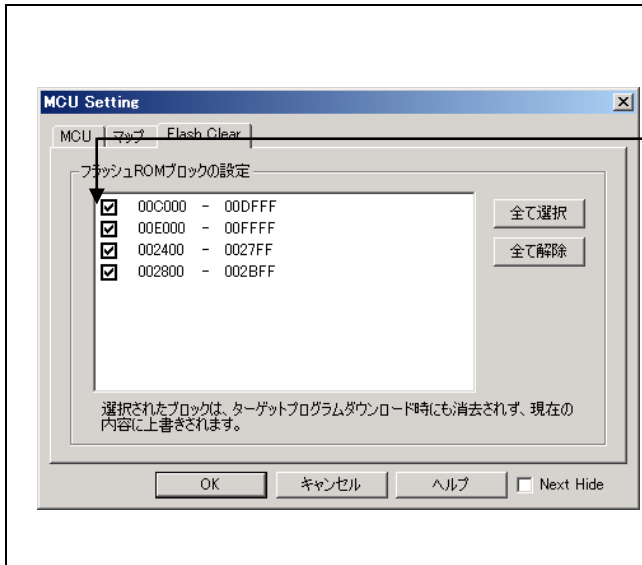 MCU Setting
MCU マップ Flash Clear
フラッシュROMブロックの設定
00C000 - 00DFFF
00E000 - 00FFFF
002400 - 0027FF
002800 - 002BFF
全て選択
全て解除
選択されたブロックは、ターゲットプログラムダウンロード時にも消去されず、現在の
内容に上書きされます。
OK キャンセル ヘルプ Next Hide